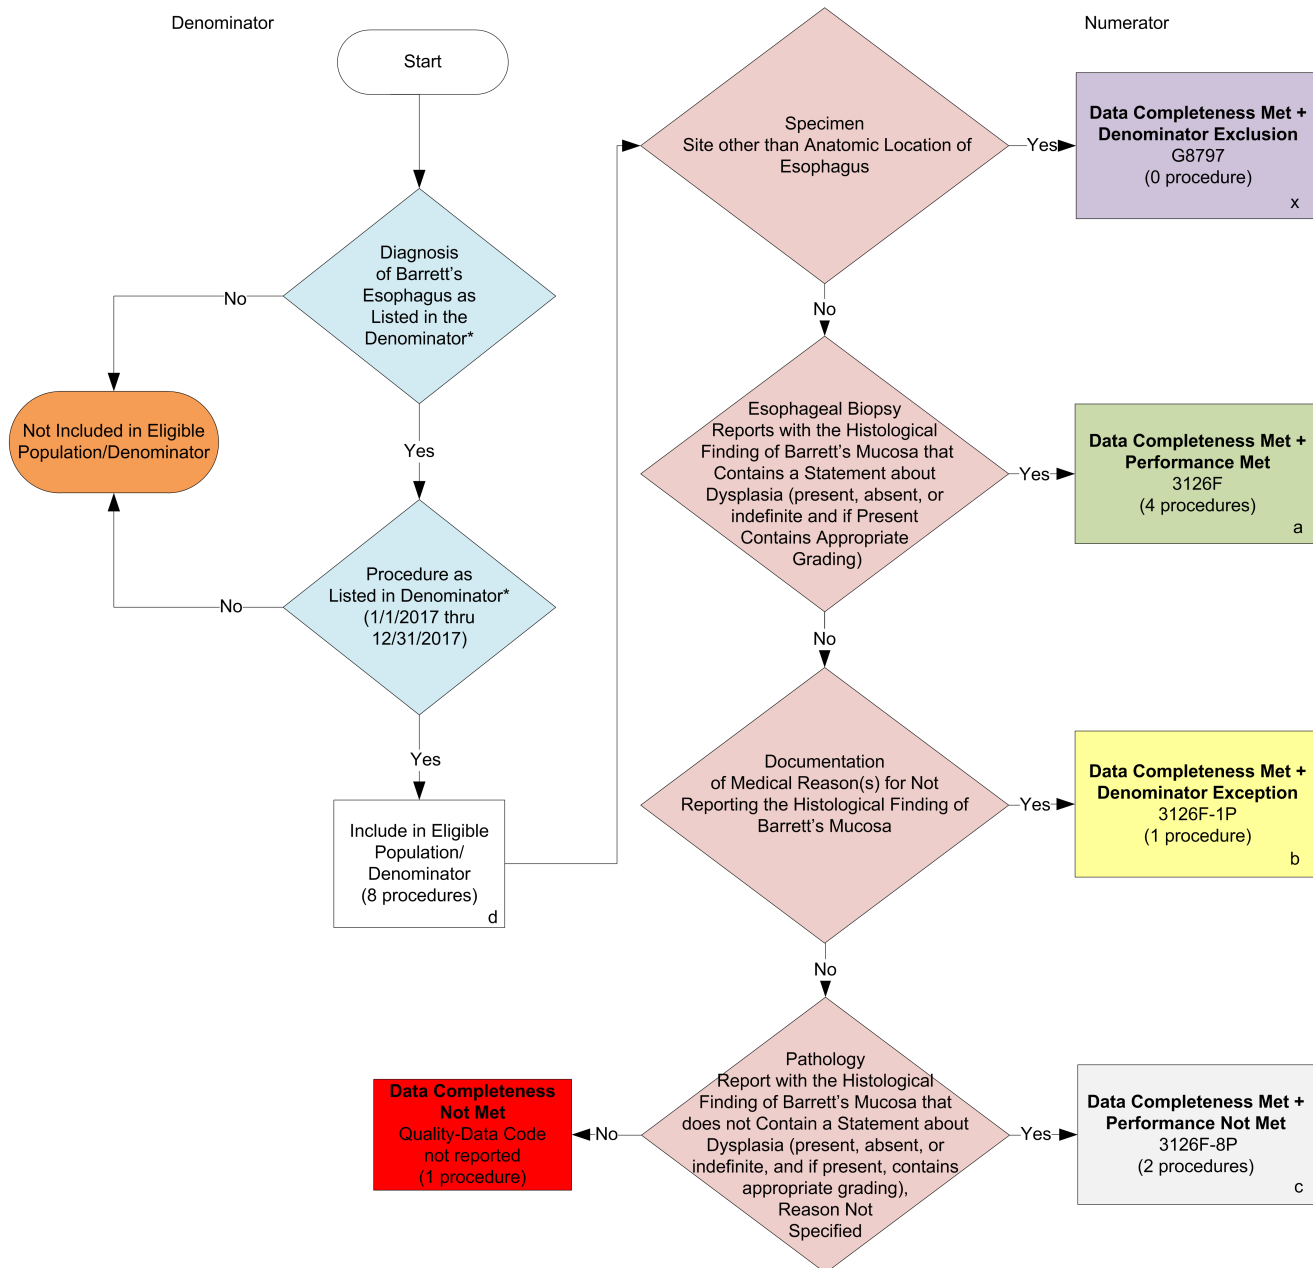 Denominator
Numerator
Start
Diagnosis
of Barrett's
Esophagus as
Listed in the
Denominator*
No
Yes
Not Included in Eligible
Population/Denominator
Procedure as
Listed in Denominator*
(1/1/2017 thru
12/31/2017)
No
Yes
Include in Eligible
Population/
Denominator
(8 procedures)
d
Specimen
Site other than Anatomic Location of
Esophagus
Yes
Data Completeness Met +
Denominator Exclusion
G8797
(0 procedure)
x
No
Esophageal Biopsy
Reports with the Histological
Finding of Barrett's Mucosa that
Contains a Statement about
Dysplasia (present, absent, or
indefinite and if Present
Contains Appropriate
Grading)
Yes
Data Completeness Met +
Performance Met
3126F
(4 procedures)
a
No
Documentation
of Medical Reason(s) for Not
Reporting the Histological Finding of
Barrett's Mucosa
Yes
Data Completeness Met +
Denominator Exception
3126F-1P
(1 procedure)
b
No
Pathology
Report with the Histological
Finding of Barrett's Mucosa that
does not Contain a Statement about
Dysplasia (present, absent, or
indefinite, and if present, contains
appropriate grading),
Reason Not
Specified
Yes
Data Completeness Met +
Performance Not Met
3126F-8P
(2 procedures)
c
No
Data Completeness
Not Met
Quality-Data Code
not reported
(1 procedure)